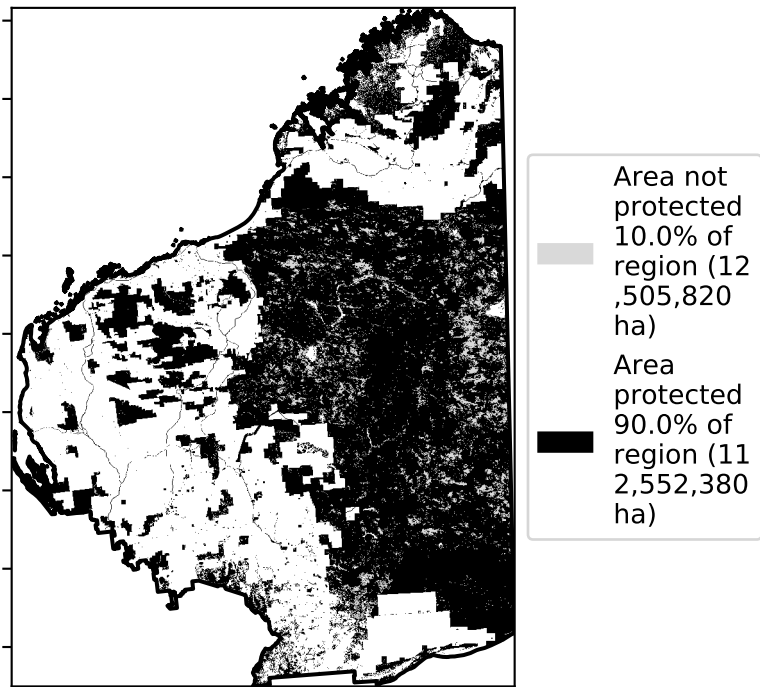 Area not
protected
10.0% of
region (12
,505,820
ha)
Area
protected
90.0% of
region (11
2,552,380
ha)